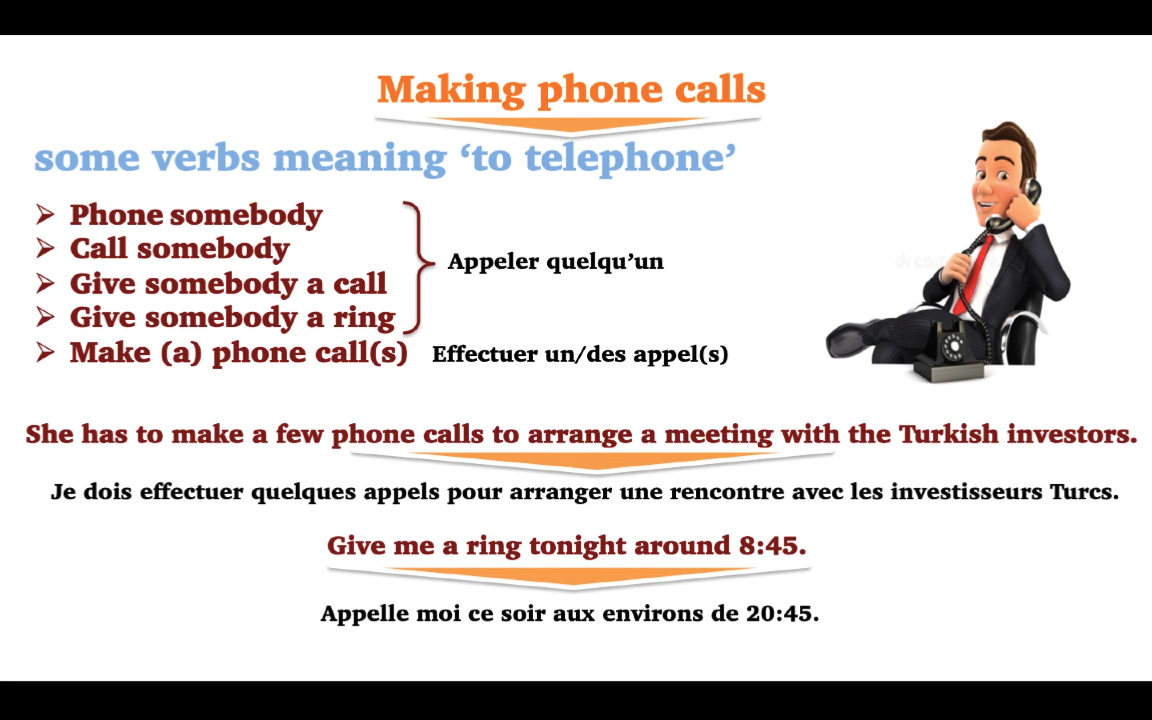 Making phone calls
some verbs meaning ‘to telephone’
➢ Phone somebody
➢ Call somebody
➢ Give somebody a call
➢ Give somebody a ring
Appeler quelqu’un
➢ Make (a) phone call(s) Effectuer un/des appel(s)
She has to make a few phone calls to arrange a meeting with the Turkish investors.
Je dois effectuer quelques appels pour arranger une rencontre avec les investisseurs Turcs.
Give me a ring tonight around 8:45.
Appelle moi ce soir aux environs de 20:45.